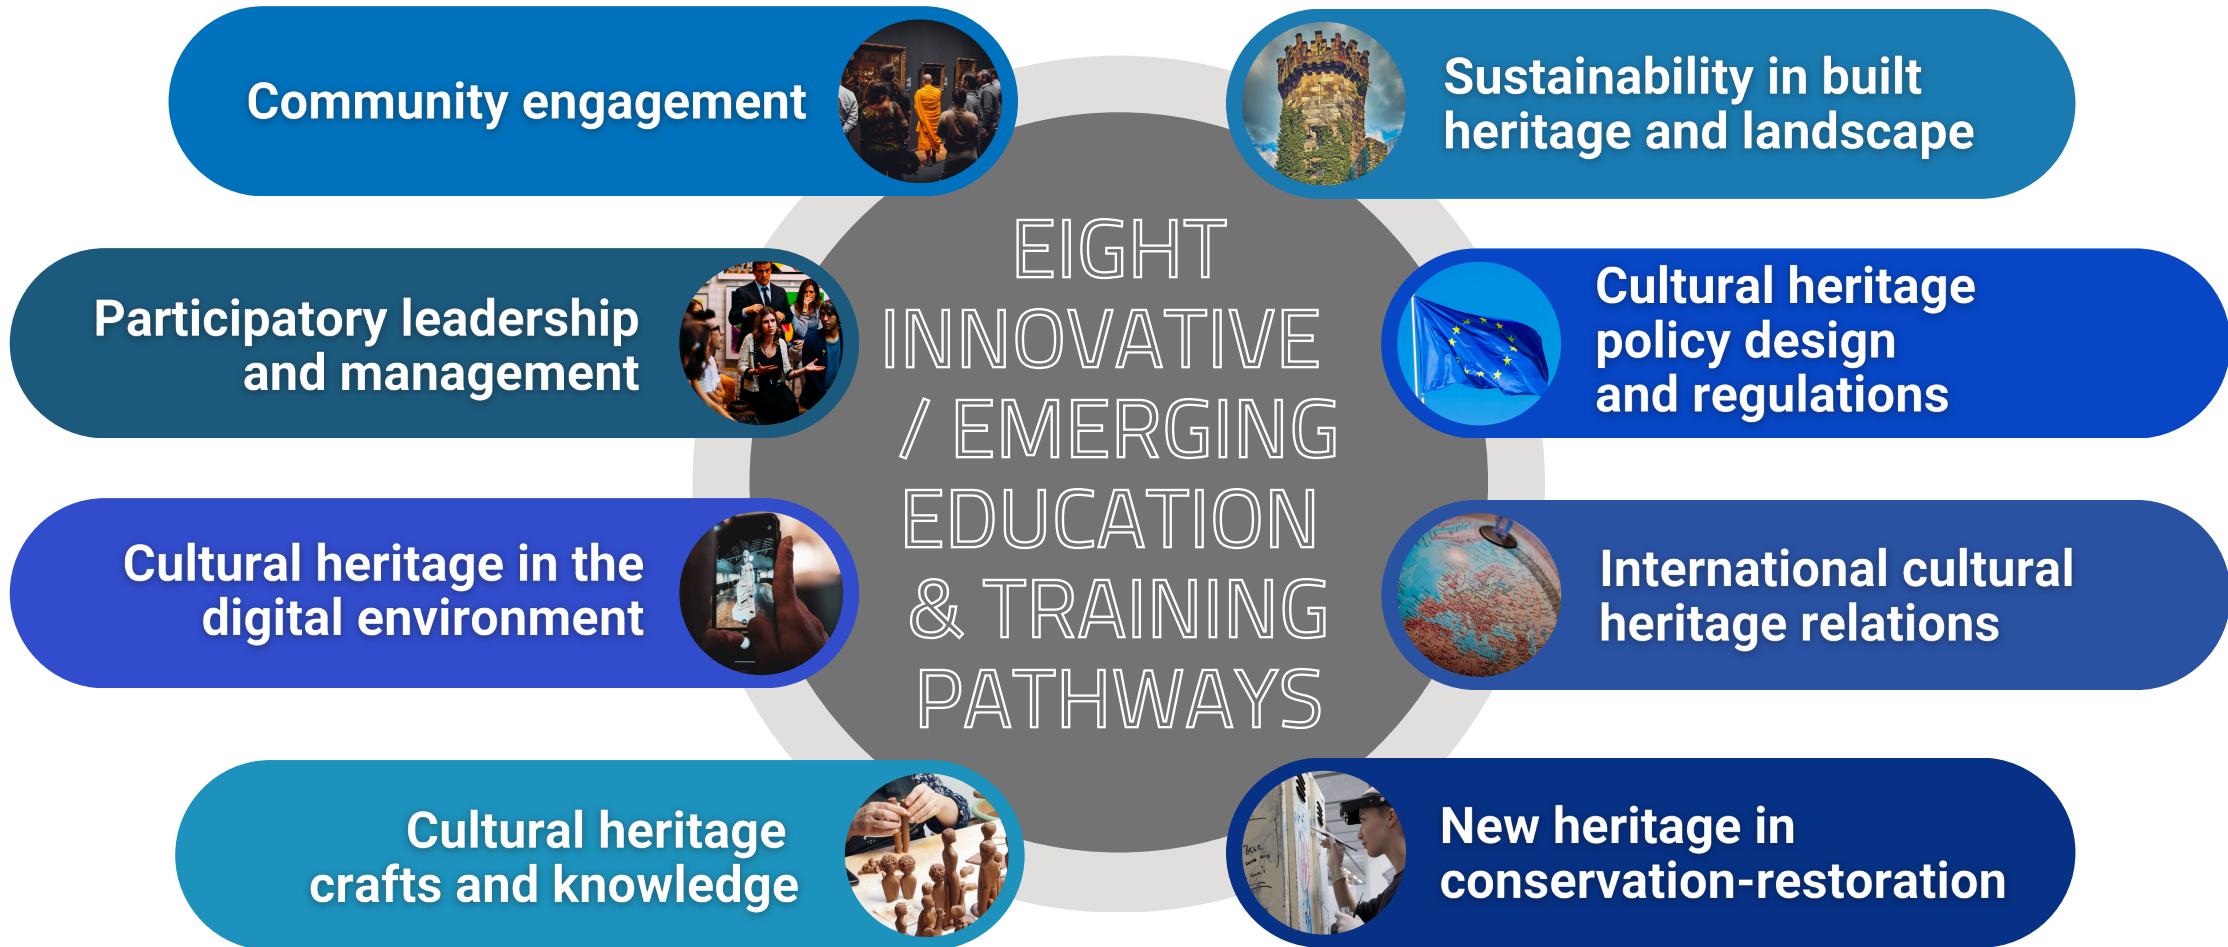 Community engagement
Participatory leadership
and management
Cultural heritage in the
digital environment
Cultural heritage
crafts and knowledge
EIGHT
INNOVATIVE
/ EMERGING
EDUCATION
& TRAINING
PATHWAYS
Sustainability in built
heritage and landscape
Cultural heritage
policy design
and regulations
International cultural
heritage relations
New heritage in
conservation-restoration